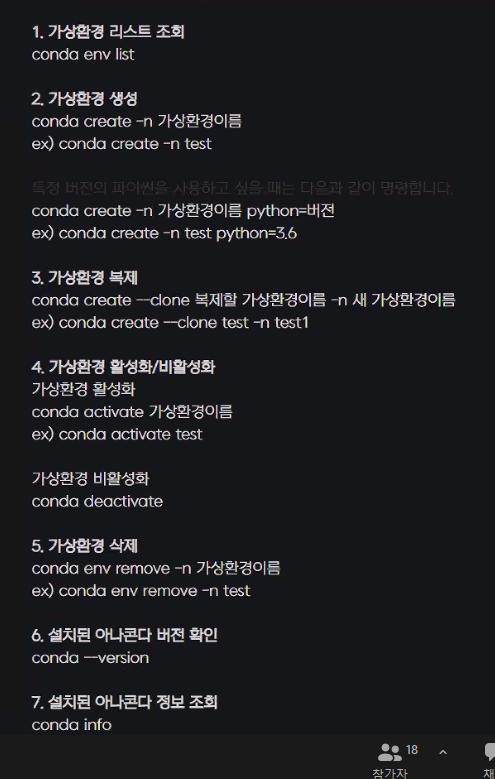 1. 가상환경 리스트 조회
conda env list
2. 가상환경 생성
conda create -n 가상환경이름
ex) conda create -n test
특정 버전의 파이썬을 사용하고 싶을 때는 다음과 같이 명령합니다.
conda create -n 가상환경이름 python=버전
ex) conda create -n test python=3.6
3. 가상환경 복제
conda create --clone 복제할 가상환경이름 -n 새 가상환경이름
ex) conda create --clone test -n test1
4. 가상환경 활성화/비활성화
가상환경 활성화
conda activate 가상환경이름
ex) conda activate test
가상환경 비활성화
conda deactivate
5. 가상환경 삭제
conda env remove -n 가상환경이름
ex) conda env remove -n test
6. 설치된 아나콘다 버전 확인
conda --version
7. 설치된 아나콘다 정보 조회
conda info
18
참가자